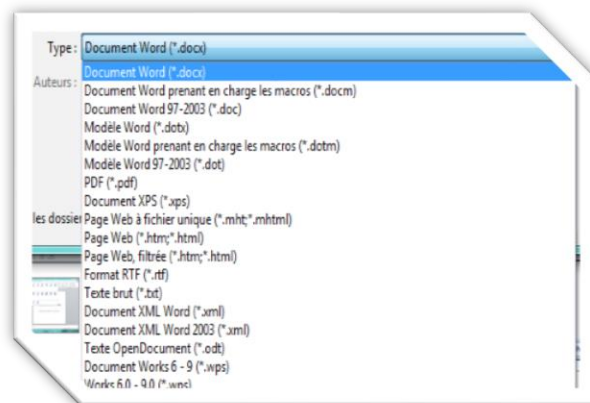 Type : Document Word (*.docx)
Auteurs :
Document Word (*.docx)
Document Word prenant en charge les macros (*.docm)
Document Word 97-2003 (*.doc)
Modèle Word (*.dotx)
Modèle Word prenant en charge les macros (*.dotm)
Modèle Word 97-2003 (*.dot)
PDF (*.pdf)
Document XPS (*.xps)
les dossier
Page Web à fichier unique (*.mht;*.mhtml)
Page Web (*.htm;*.html)
Page Web, filtrée (*.htm;*.html)
Format RTF (*.rtf)
Texte brut (*.txt)
Document XML Word (*.xml)
Document XML Word 2003 (*.xml)
Texte OpenDocument (*.odt)
Document Works 6 - 9 (*.wps)
Works 6.0 - 9.0 (*.wps)